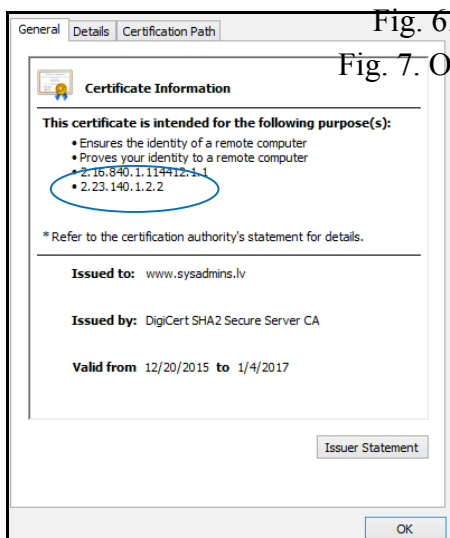 Fig. 6.
General Details Certification Path
Fig. 7. O
Certificate Information
This certificate is intended for the following purpose(s):
• Ensures the identity of a remote computer
• Proves your identity to a remote computer
• 2.16.840.1.114412.1.1
• 2.23.140.1.2.2
* Refer to the certification authority's statement for details.
Issued to: www.sysadmins.lv
Issued by: DigiCert SHA2 Secure Server CA
Valid from 12/20/2015 to 1/4/2017
Issuer Statement
OK